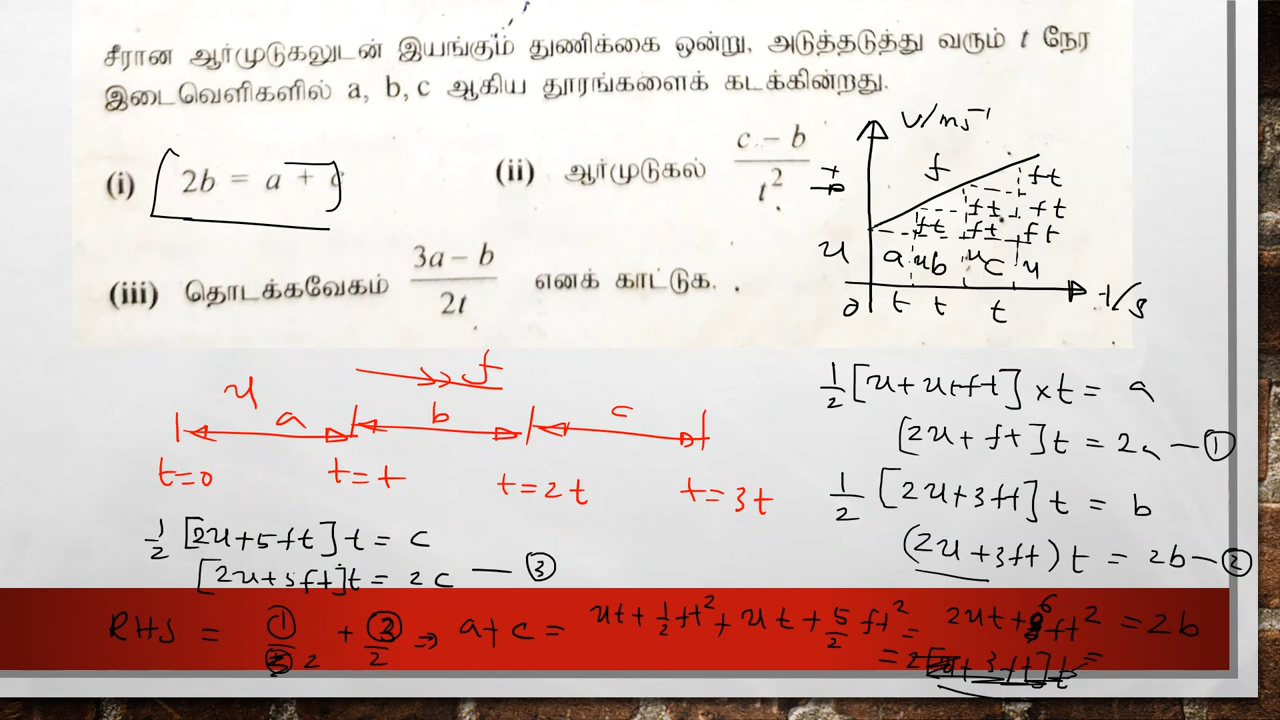 சீரான ஆர்முடுகலுடன் இயங்கும் துணிக்கை ஒன்று, அடுத்தடுத்து வரும் t நேர
இடைவெளிகளில் a, b, c ஆகிய தூரங்களைக் கடக்கின்றது.
(i) 2b = a + c (ii) ஆர்முடுகல் c - b / t²
(iii) தொடக்கவேகம் 3a - b / 2t எனக் காட்டுக.
v/ms⁻¹
f
ft
ft ft
ft ft ft
u a u b u c u
0 t t t t/s
f
u
a b c
t=0 t=t t=2t t=3t
½ [u+u+ft] × t = a
[2u+ft]t = 2a — ①
½ [2u+3ft] t = b
(2u+3ft) t = 2b — ②
½ [2u+5ft] t = c
[2u+5ft]t = 2c — ③
RHS = ①/2 + ③/2 ⇒ a+c = ut+½ft²+ut+5/2 ft² = 2ut+6ft² = 2b